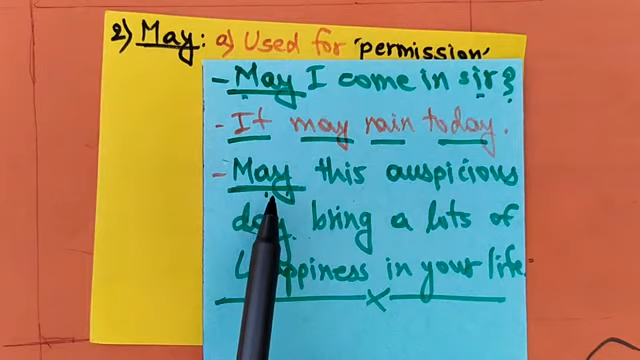 2) May: a) Used for 'permission'
- May I come in sir?
- It may rain today.
- May this auspicious
day bring a lots of
Happiness in your life.